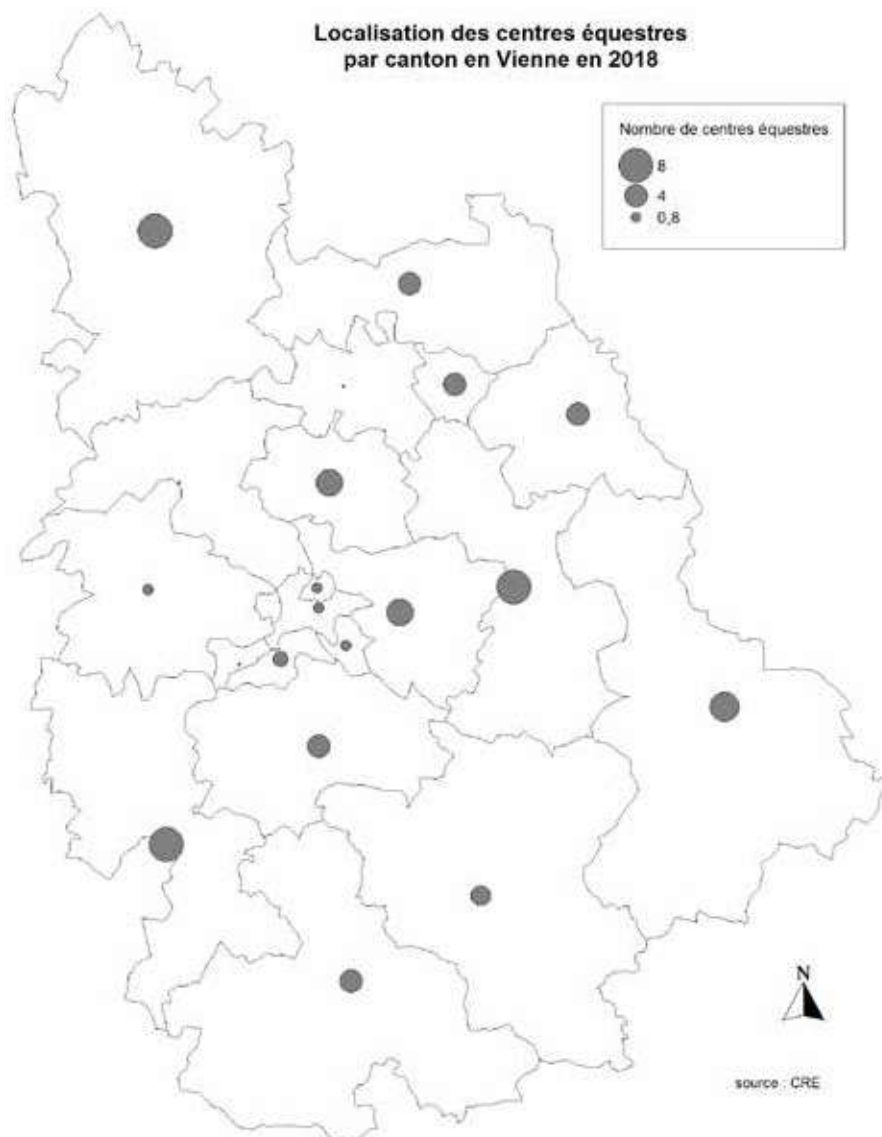 Localisation des centres équestres
par canton en Vienne en 2018
Nombre de centres équestres
8
4
0,8
N
source : CRE